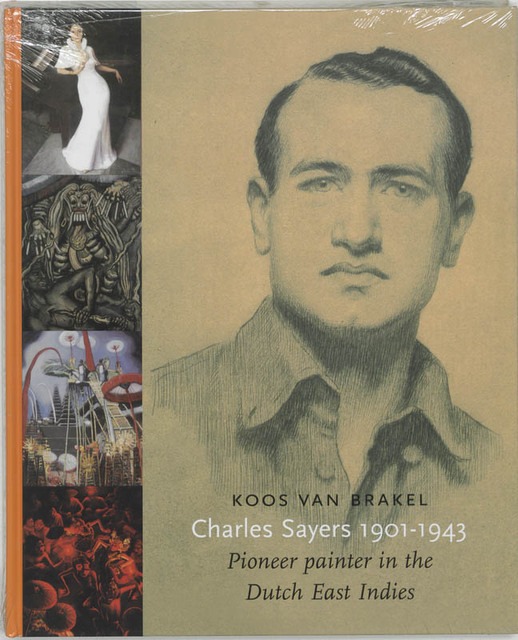 KOOS VAN BRAKEL
Charles Sayers 1901-1943
Pioneer painter in the
Dutch East Indies